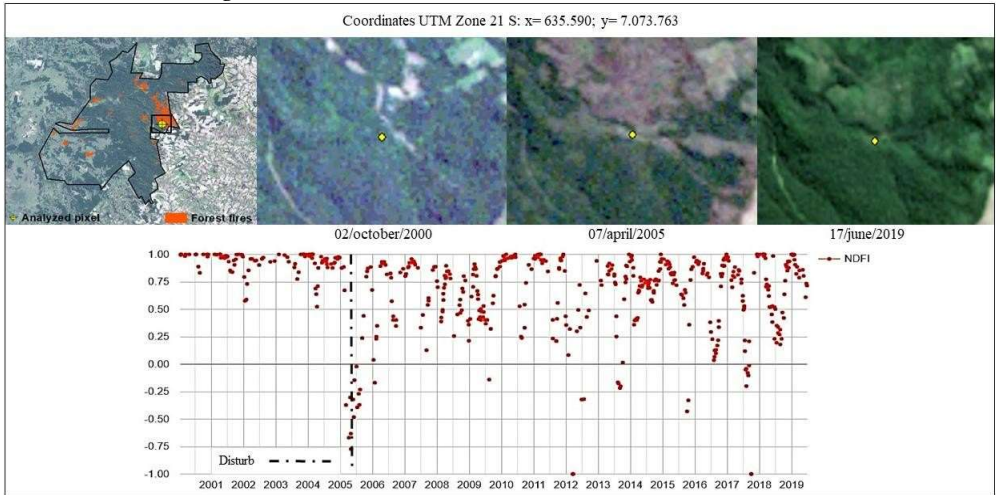 Coordinates UTM Zone 21 S: x= 635.590; y= 7.073.763
Analyzed pixel
Forest fires
02/october/2000
07/april/2005
17/june/2019
NDFI
1.00
0.75
0.50
0.25
0.00
-0.25
-0.50
-0.75
-1.00
Disturb
2001 2002 2003 2004 2005 2006 2007 2008 2009 2010 2011 2012 2013 2014 2015 2016 2017 2018 2019